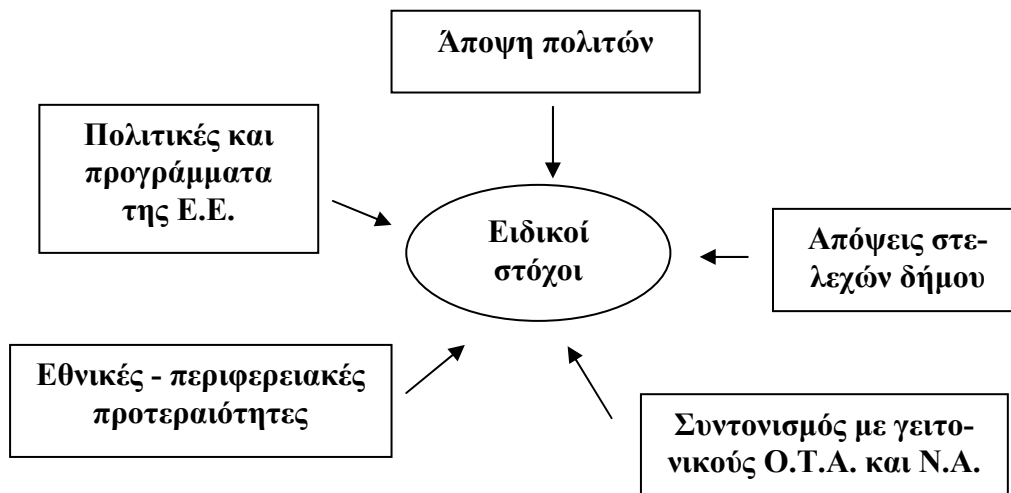 Άποψη πολιτών
Πολιτικές και
προγράμματα
της Ε.Ε.
Ειδικοί
στόχοι
Απόψεις στε-
λεχών δήμου
Εθνικές - περιφερειακές
προτεραιότητες
Συντονισμός με γειτο-
νικούς Ο.Τ.Α. και Ν.Α.